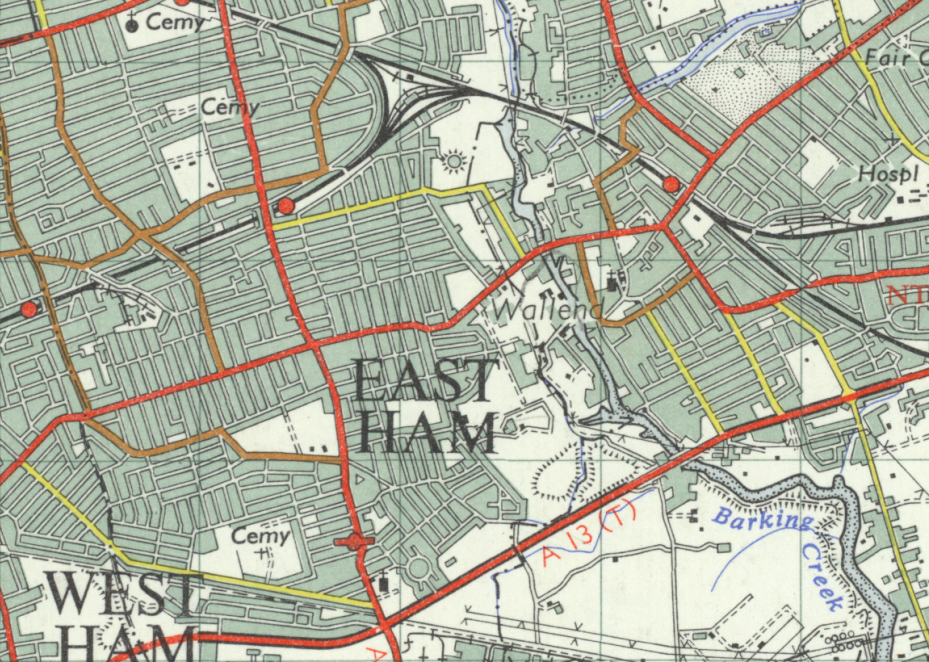 Cemy
Fair
Cemy
Hospl
NT
Wallend
EAST
HAM
A 13 (T)
Barking
Creek
Cemy
WEST
HAM
A